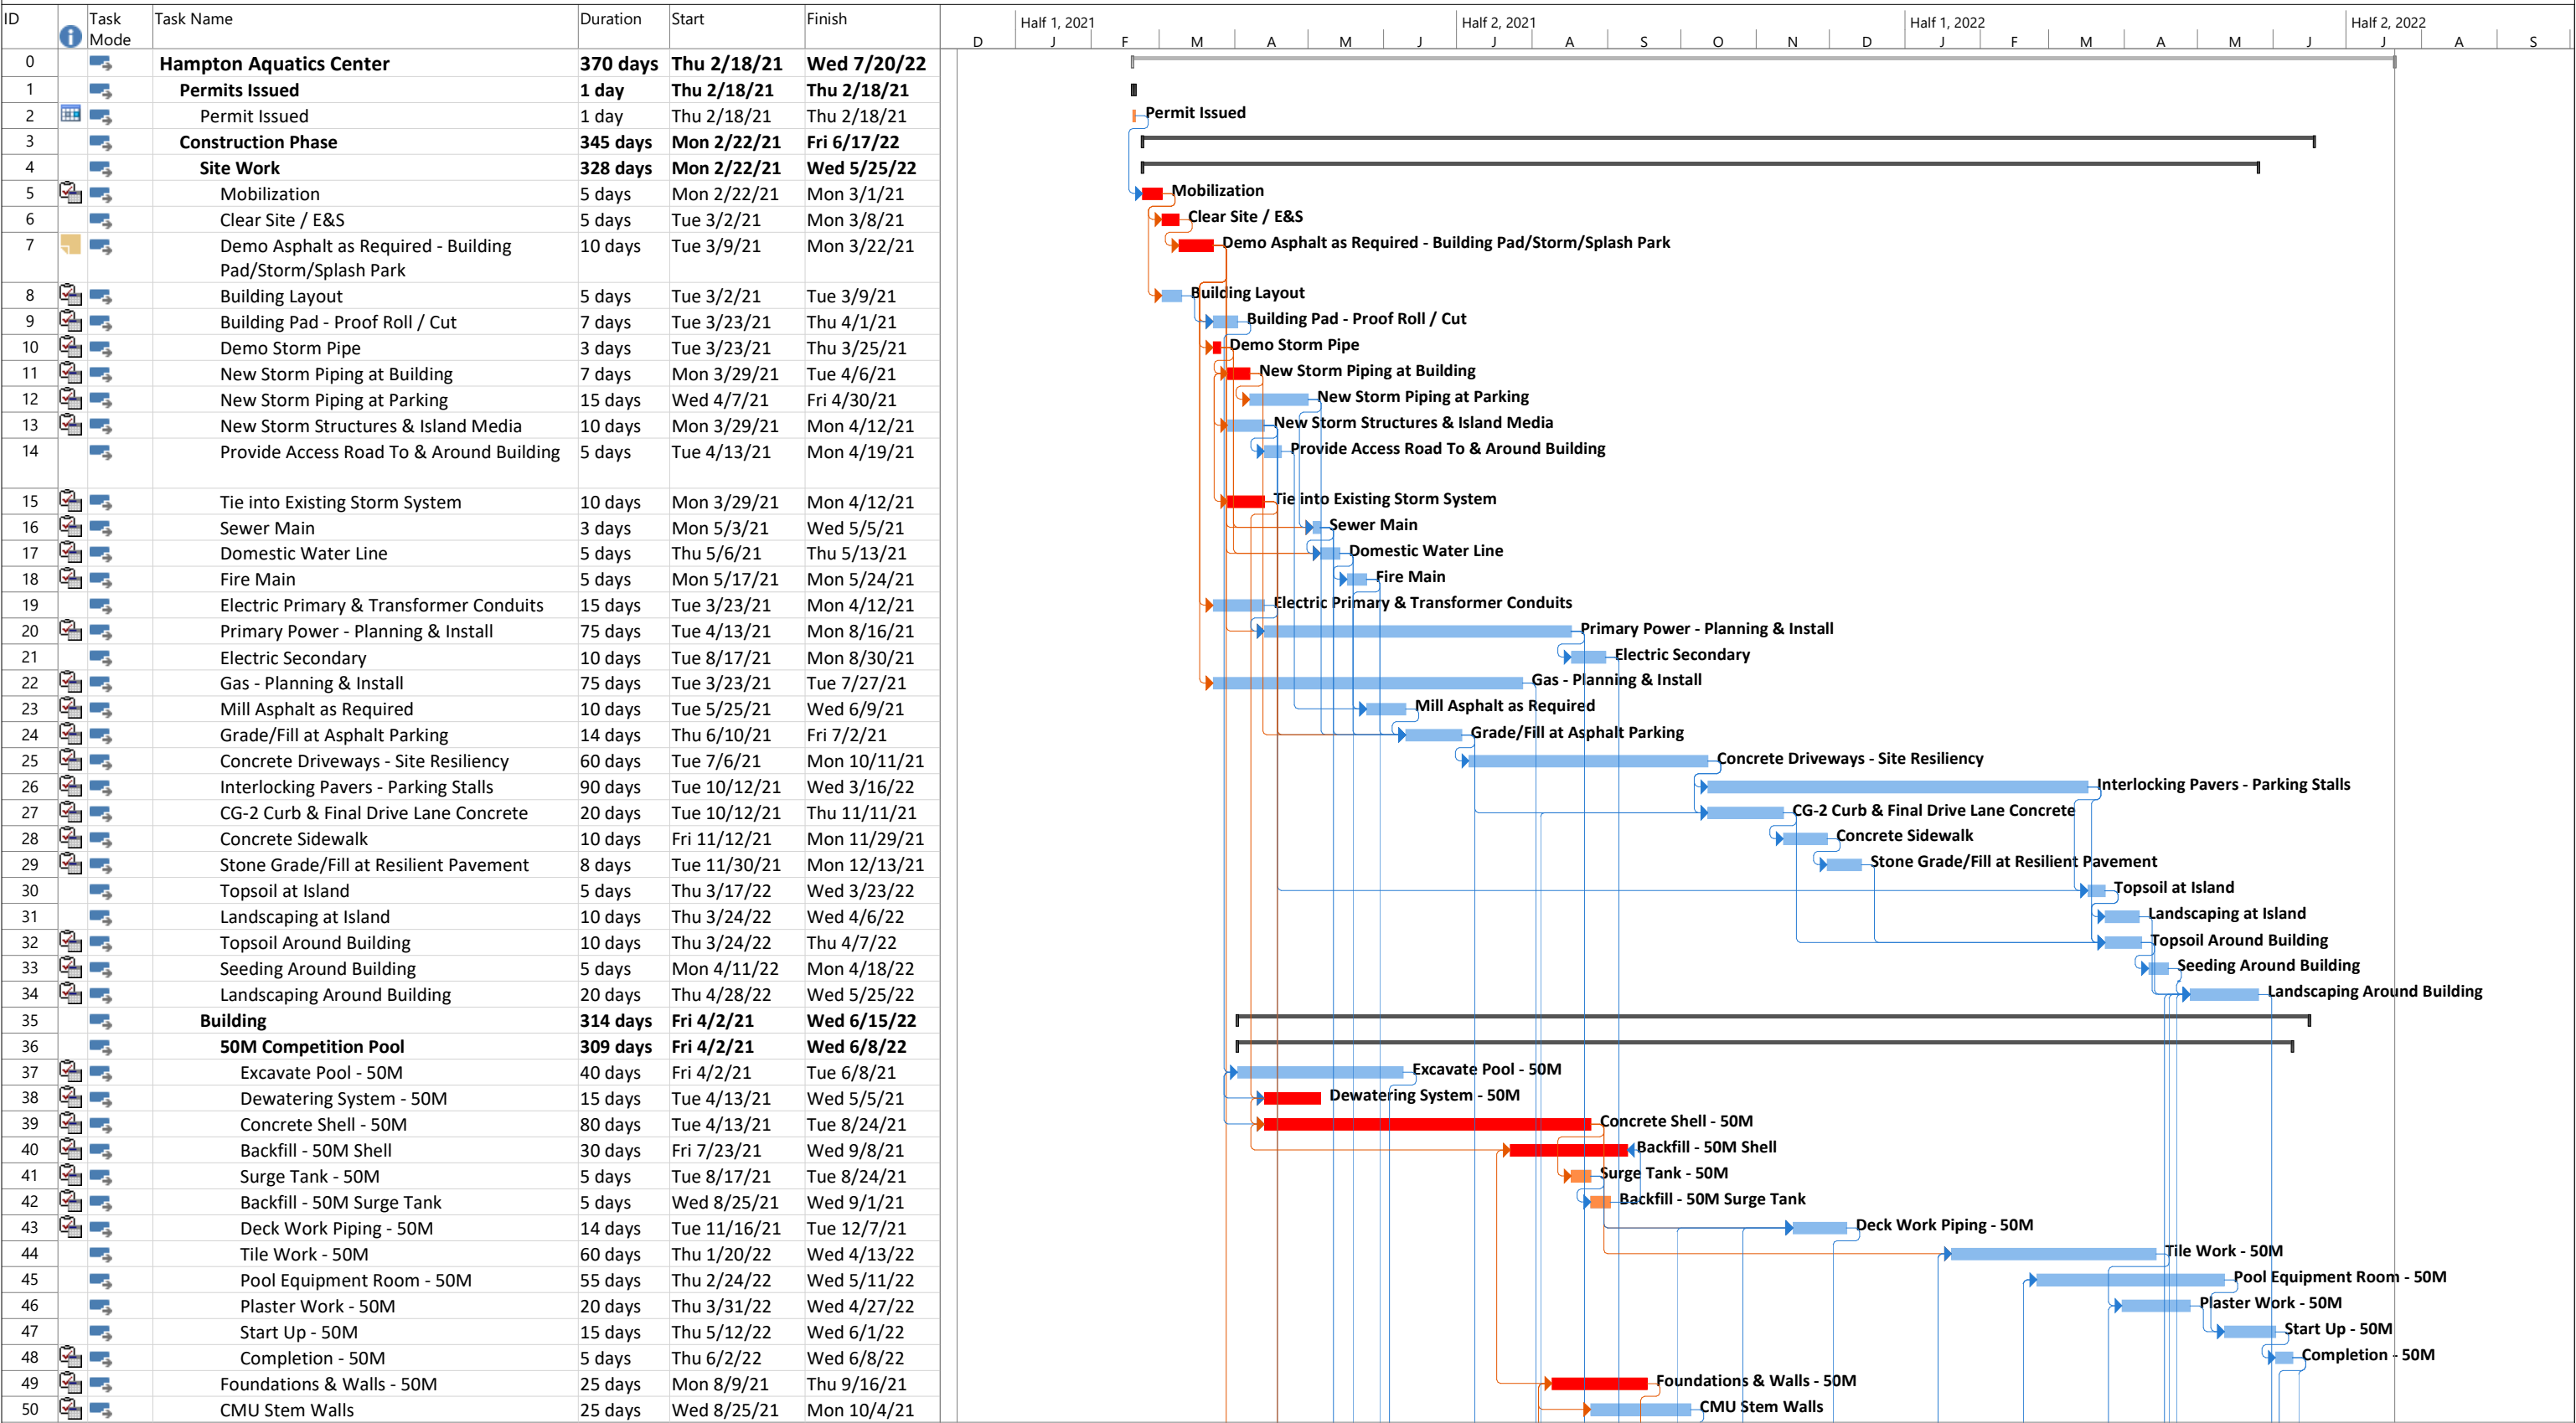 ID Task Mode Task Name Duration Start Finish
Half 1, 2021 Half 2, 2021 Half 1, 2022 Half 2, 2022
D J F M A M J J A S O N D J F M A M J J A S
0 Hampton Aquatics Center 370 days Thu 2/18/21 Wed 7/20/22
1 Permits Issued 1 day Thu 2/18/21 Thu 2/18/21
2 Permit Issued 1 day Thu 2/18/21 Thu 2/18/21 Permit Issued
3 Construction Phase 345 days Mon 2/22/21 Fri 6/17/22
4 Site Work 328 days Mon 2/22/21 Wed 5/25/22
5 Mobilization 5 days Mon 2/22/21 Mon 3/1/21 Mobilization
6 Clear Site / E&S 5 days Tue 3/2/21 Mon 3/8/21 Clear Site / E&S
7 Demo Asphalt as Required - Building 10 days Tue 3/9/21 Mon 3/22/21 Demo Asphalt as Required - Building Pad/Storm/Splash Park
Pad/Storm/Splash Park
8 Building Layout 5 days Tue 3/2/21 Tue 3/9/21 Building Layout
9 Building Pad - Proof Roll / Cut 7 days Tue 3/23/21 Thu 4/1/21 Building Pad - Proof Roll / Cut
10 Demo Storm Pipe 3 days Tue 3/23/21 Thu 3/25/21 Demo Storm Pipe
11 New Storm Piping at Building 7 days Mon 3/29/21 Tue 4/6/21 New Storm Piping at Building
12 New Storm Piping at Parking 15 days Wed 4/7/21 Fri 4/30/21 New Storm Piping at Parking
13 New Storm Structures & Island Media 10 days Mon 3/29/21 Mon 4/12/21 New Storm Structures & Island Media
14 Provide Access Road To & Around Building 5 days Tue 4/13/21 Mon 4/19/21 Provide Access Road To & Around Building
15 Tie into Existing Storm System 10 days Mon 3/29/21 Mon 4/12/21 Tie into Existing Storm System
16 Sewer Main 3 days Mon 5/3/21 Wed 5/5/21 Sewer Main
17 Domestic Water Line 5 days Thu 5/6/21 Thu 5/13/21 Domestic Water Line
18 Fire Main 5 days Mon 5/17/21 Mon 5/24/21 Fire Main
19 Electric Primary & Transformer Conduits 15 days Tue 3/23/21 Mon 4/12/21 Electric Primary & Transformer Conduits
20 Primary Power - Planning & Install 75 days Tue 4/13/21 Mon 8/16/21 Primary Power - Planning & Install
21 Electric Secondary 10 days Tue 8/17/21 Mon 8/30/21 Electric Secondary
22 Gas - Planning & Install 75 days Tue 3/23/21 Tue 7/27/21 Gas - Planning & Install
23 Mill Asphalt as Required 10 days Tue 5/25/21 Wed 6/9/21 Mill Asphalt as Required
24 Grade/Fill at Asphalt Parking 14 days Thu 6/10/21 Fri 7/2/21 Grade/Fill at Asphalt Parking
25 Concrete Driveways - Site Resiliency 60 days Tue 7/6/21 Mon 10/11/21 Concrete Driveways - Site Resiliency
26 Interlocking Pavers - Parking Stalls 90 days Tue 10/12/21 Wed 3/16/22 Interlocking Pavers - Parking Stalls
27 CG-2 Curb & Final Drive Lane Concrete 20 days Tue 10/12/21 Thu 11/11/21 CG-2 Curb & Final Drive Lane Concrete
28 Concrete Sidewalk 10 days Fri 11/12/21 Mon 11/29/21 Concrete Sidewalk
29 Stone Grade/Fill at Resilient Pavement 8 days Tue 11/30/21 Mon 12/13/21 Stone Grade/Fill at Resilient Pavement
30 Topsoil at Island 5 days Thu 3/17/22 Wed 3/23/22 Topsoil at Island
31 Landscaping at Island 10 days Thu 3/24/22 Wed 4/6/22 Landscaping at Island
32 Topsoil Around Building 10 days Thu 3/24/22 Thu 4/7/22 Topsoil Around Building
33 Seeding Around Building 5 days Mon 4/11/22 Mon 4/18/22 Seeding Around Building
34 Landscaping Around Building 20 days Thu 4/28/22 Wed 5/25/22 Landscaping Around Building
35 Building 314 days Fri 4/2/21 Wed 6/15/22
36 50M Competition Pool 309 days Fri 4/2/21 Wed 6/8/22
37 Excavate Pool - 50M 40 days Fri 4/2/21 Tue 6/8/21 Excavate Pool - 50M
38 Dewatering System - 50M 15 days Tue 4/13/21 Wed 5/5/21 Dewatering System - 50M
39 Concrete Shell - 50M 80 days Tue 4/13/21 Tue 8/24/21 Concrete Shell - 50M
40 Backfill - 50M Shell 30 days Fri 7/23/21 Wed 9/8/21 Backfill - 50M Shell
41 Surge Tank - 50M 5 days Tue 8/17/21 Tue 8/24/21 Surge Tank - 50M
42 Backfill - 50M Surge Tank 5 days Wed 8/25/21 Wed 9/1/21 Backfill - 50M Surge Tank
43 Deck Work Piping - 50M 14 days Tue 11/16/21 Tue 12/7/21 Deck Work Piping - 50M
44 Tile Work - 50M 60 days Thu 1/20/22 Wed 4/13/22 Tile Work - 50M
45 Pool Equipment Room - 50M 55 days Thu 2/24/22 Wed 5/11/22 Pool Equipment Room - 50M
46 Plaster Work - 50M 20 days Thu 3/31/22 Wed 4/27/22 Plaster Work - 50M
47 Start Up - 50M 15 days Thu 5/12/22 Wed 6/1/22 Start Up - 50M
48 Completion - 50M 5 days Thu 6/2/22 Wed 6/8/22 Completion - 50M
49 Foundations & Walls - 50M 25 days Mon 8/9/21 Thu 9/16/21 Foundations & Walls - 50M
50 CMU Stem Walls 25 days Wed 8/25/21 Mon 10/4/21 CMU Stem Walls